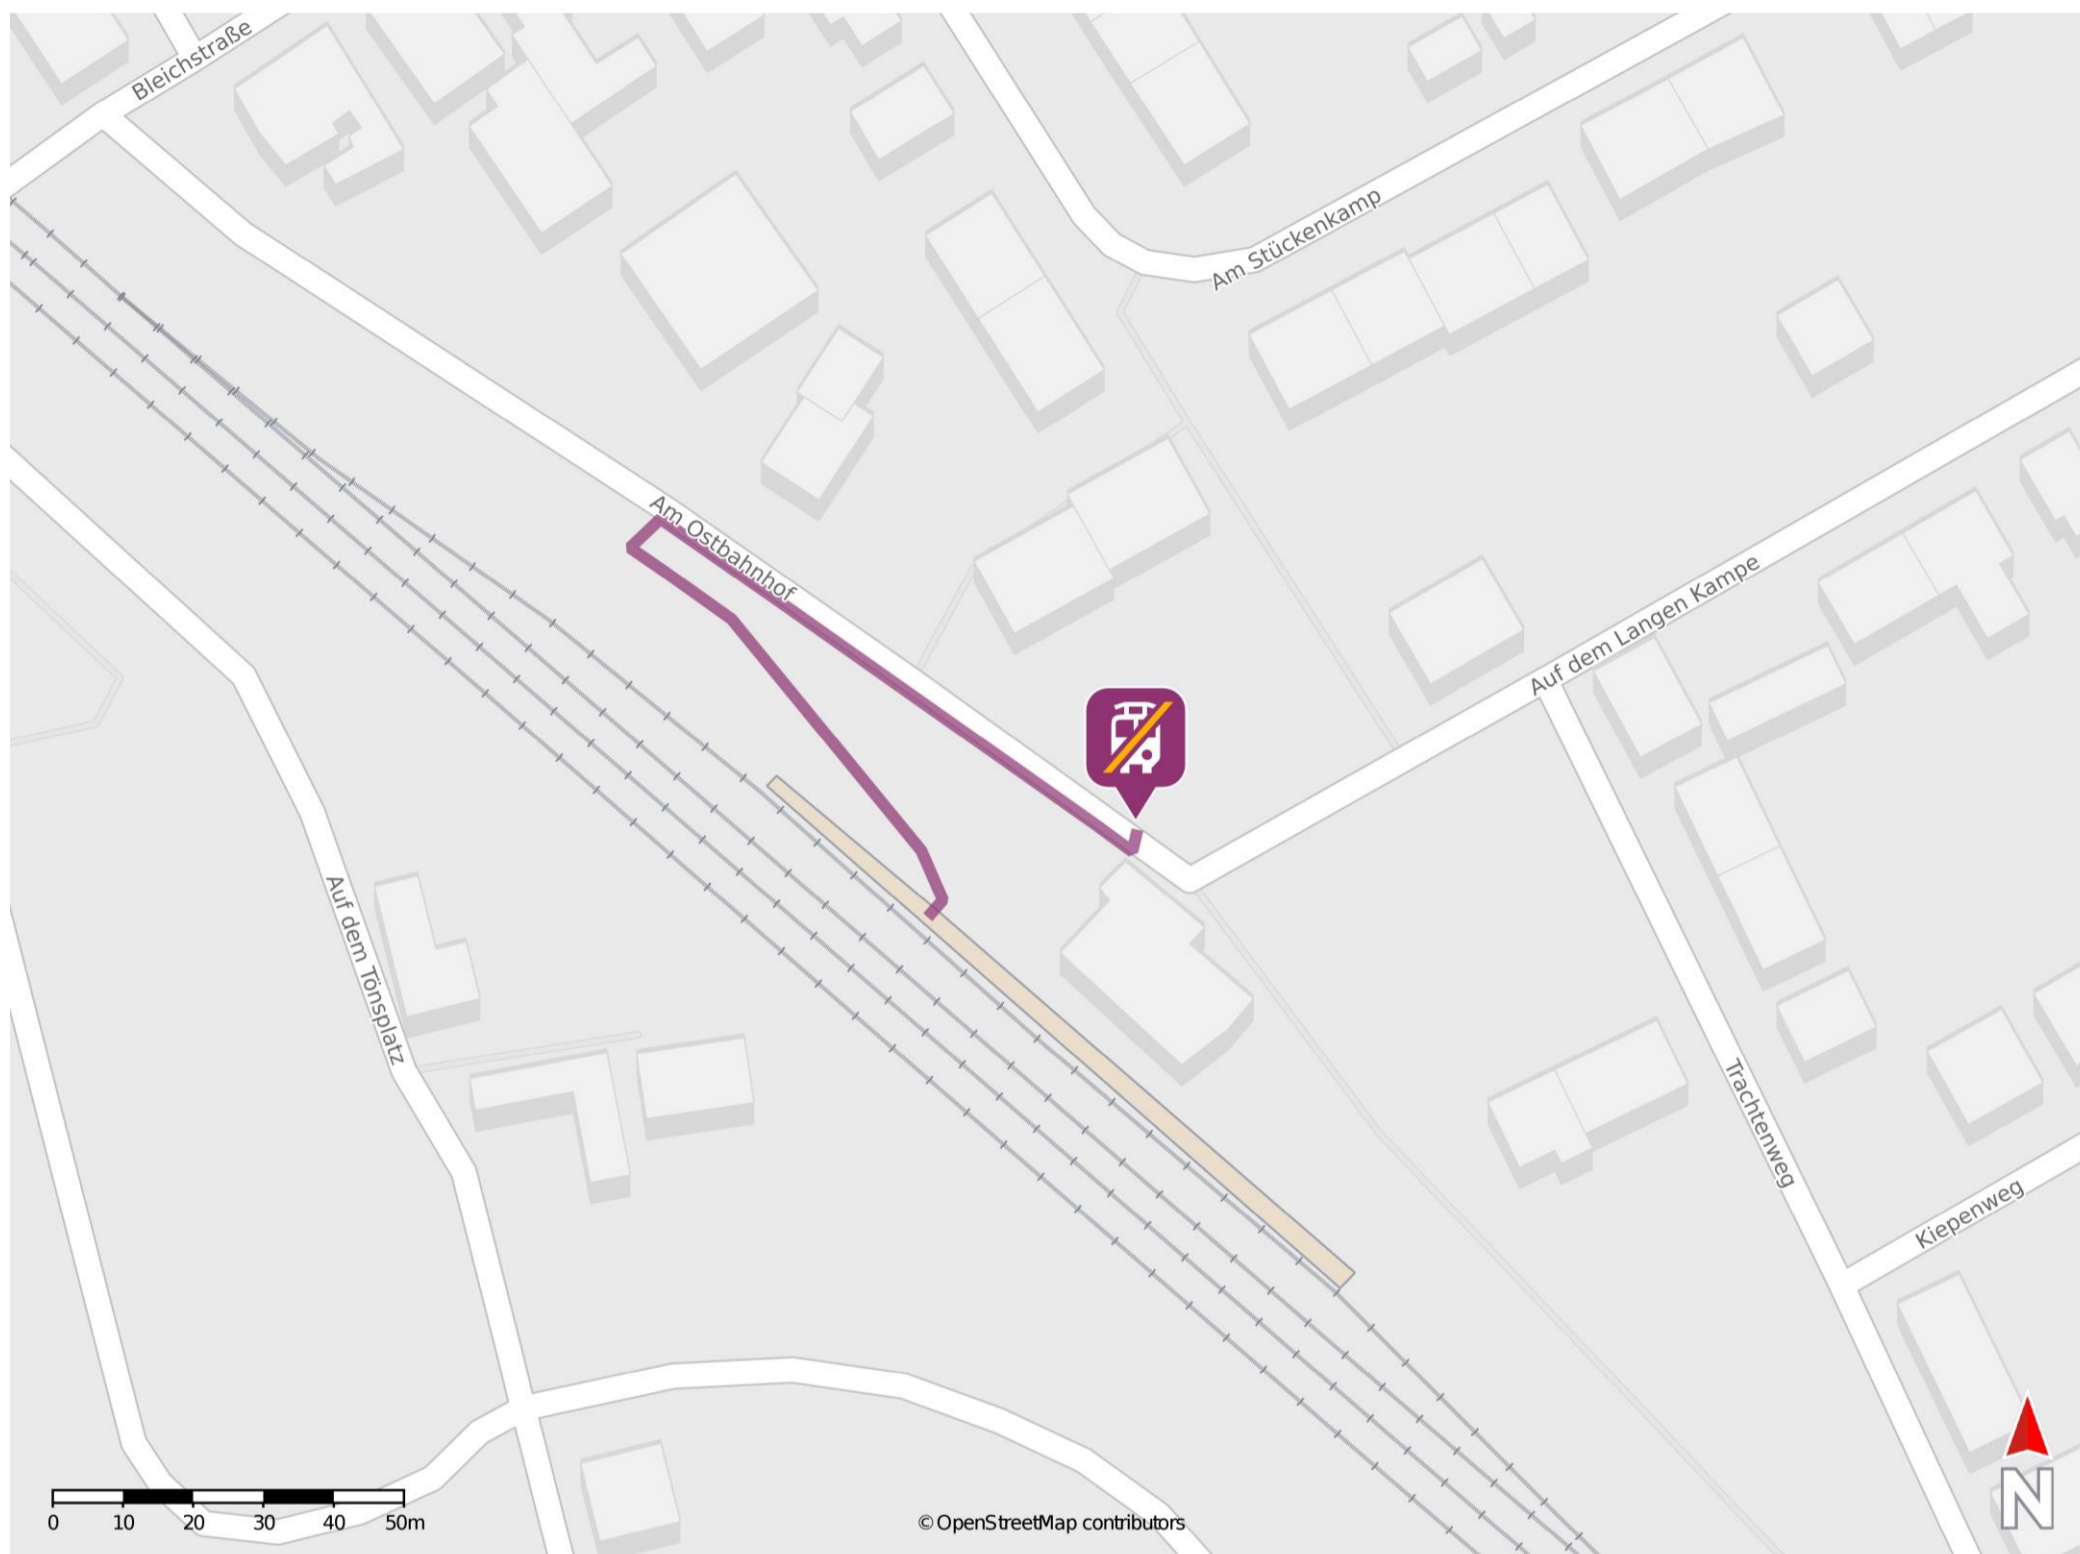 Bleichstraße
Am Stückenkamp
Am Ostbahnhof
Auf dem Langen Kampe
Auf dem Tönsplatz
Trachtenweg
Kiepenweg
N
0 10 20 30 40 50m
© OpenStreetMap contributors